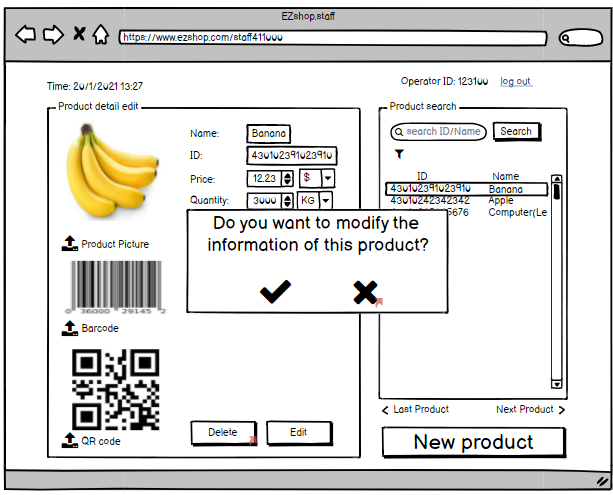 EZshop.staff
https://www.ezshop.com/staff411000
Time: 20/1/2021 13:27
Operator ID: 123100 log out
Product detail edit
Name: Banana
ID: 430102391023910
Price: 12.23 $
Quantity: 3000 KG
Product Picture
0 36000 29145 2
Barcode
QR code
Delete
Edit
Do you want to modify the
information of this product?
Product search
search ID/Name
Search
ID Name
430102391023910 Banana
43010242342342 Apple
5676 Computer(Le
Last Product
Next Product
New product